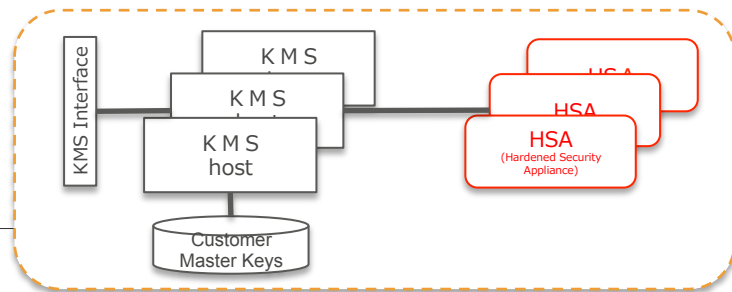 KMS Interface
K M S
K M S
K M S
host
HSA
HSA
HSA
(Hardened Security
Appliance)
Customer
Master Keys